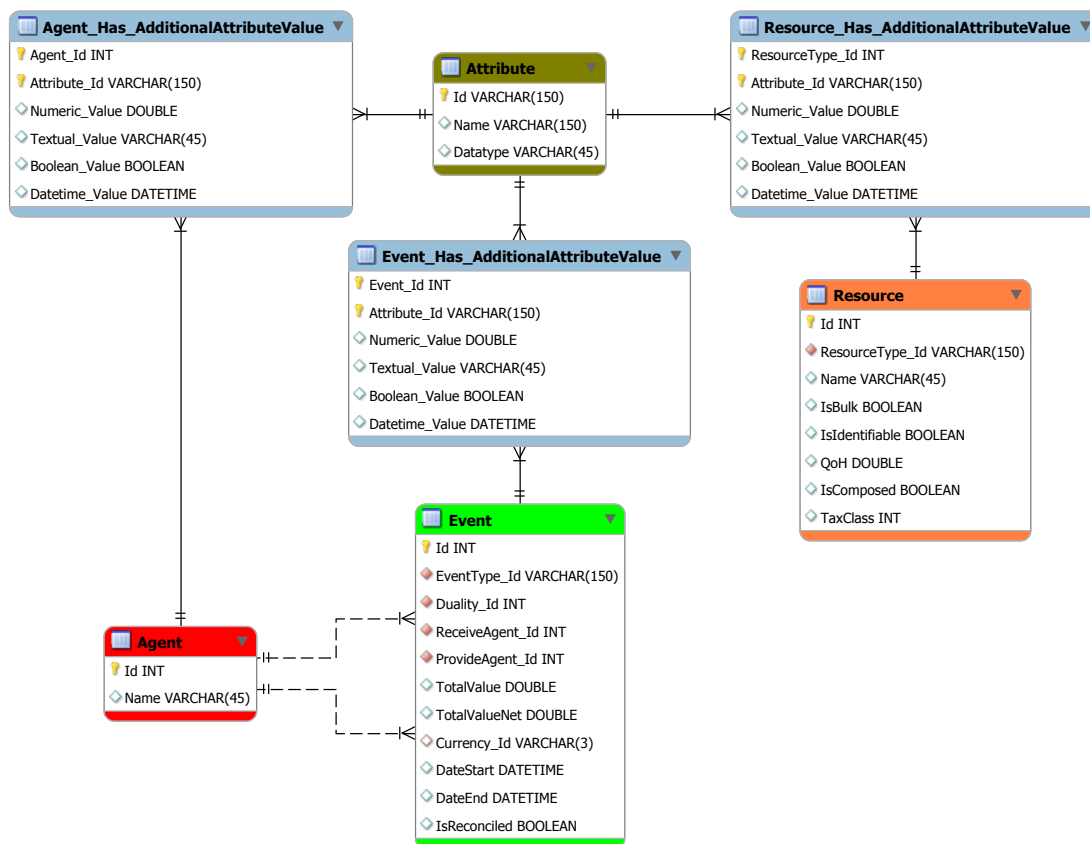 Agent_Has_AdditionalAttributeValue
Agent_Id INT
Attribute_Id VARCHAR(150)
Numeric_Value DOUBLE
Textual_Value VARCHAR(45)
Boolean_Value BOOLEAN
Datetime_Value DATETIME
Attribute
Id VARCHAR(150)
Name VARCHAR(150)
Datatype VARCHAR(45)
Resource_Has_AdditionalAttributeValue
ResourceType_Id INT
Attribute_Id VARCHAR(150)
Numeric_Value DOUBLE
Textual_Value VARCHAR(45)
Boolean_Value BOOLEAN
Datetime_Value DATETIME
Event_Has_AdditionalAttributeValue
Event_Id INT
Attribute_Id VARCHAR(150)
Numeric_Value DOUBLE
Textual_Value VARCHAR(45)
Boolean_Value BOOLEAN
Datetime_Value DATETIME
Resource
Id INT
ResourceType_Id VARCHAR(150)
Name VARCHAR(45)
IsBulk BOOLEAN
IsIdentifiable BOOLEAN
QoH DOUBLE
IsComposed BOOLEAN
TaxClass INT
Event
Id INT
EventType_Id VARCHAR(150)
Duality_Id INT
ReceiveAgent_Id INT
ProvideAgent_Id INT
TotalValue DOUBLE
TotalValueNet DOUBLE
Currency_Id VARCHAR(3)
DateStart DATETIME
DateEnd DATETIME
IsReconciled BOOLEAN
Agent
Id INT
Name VARCHAR(45)